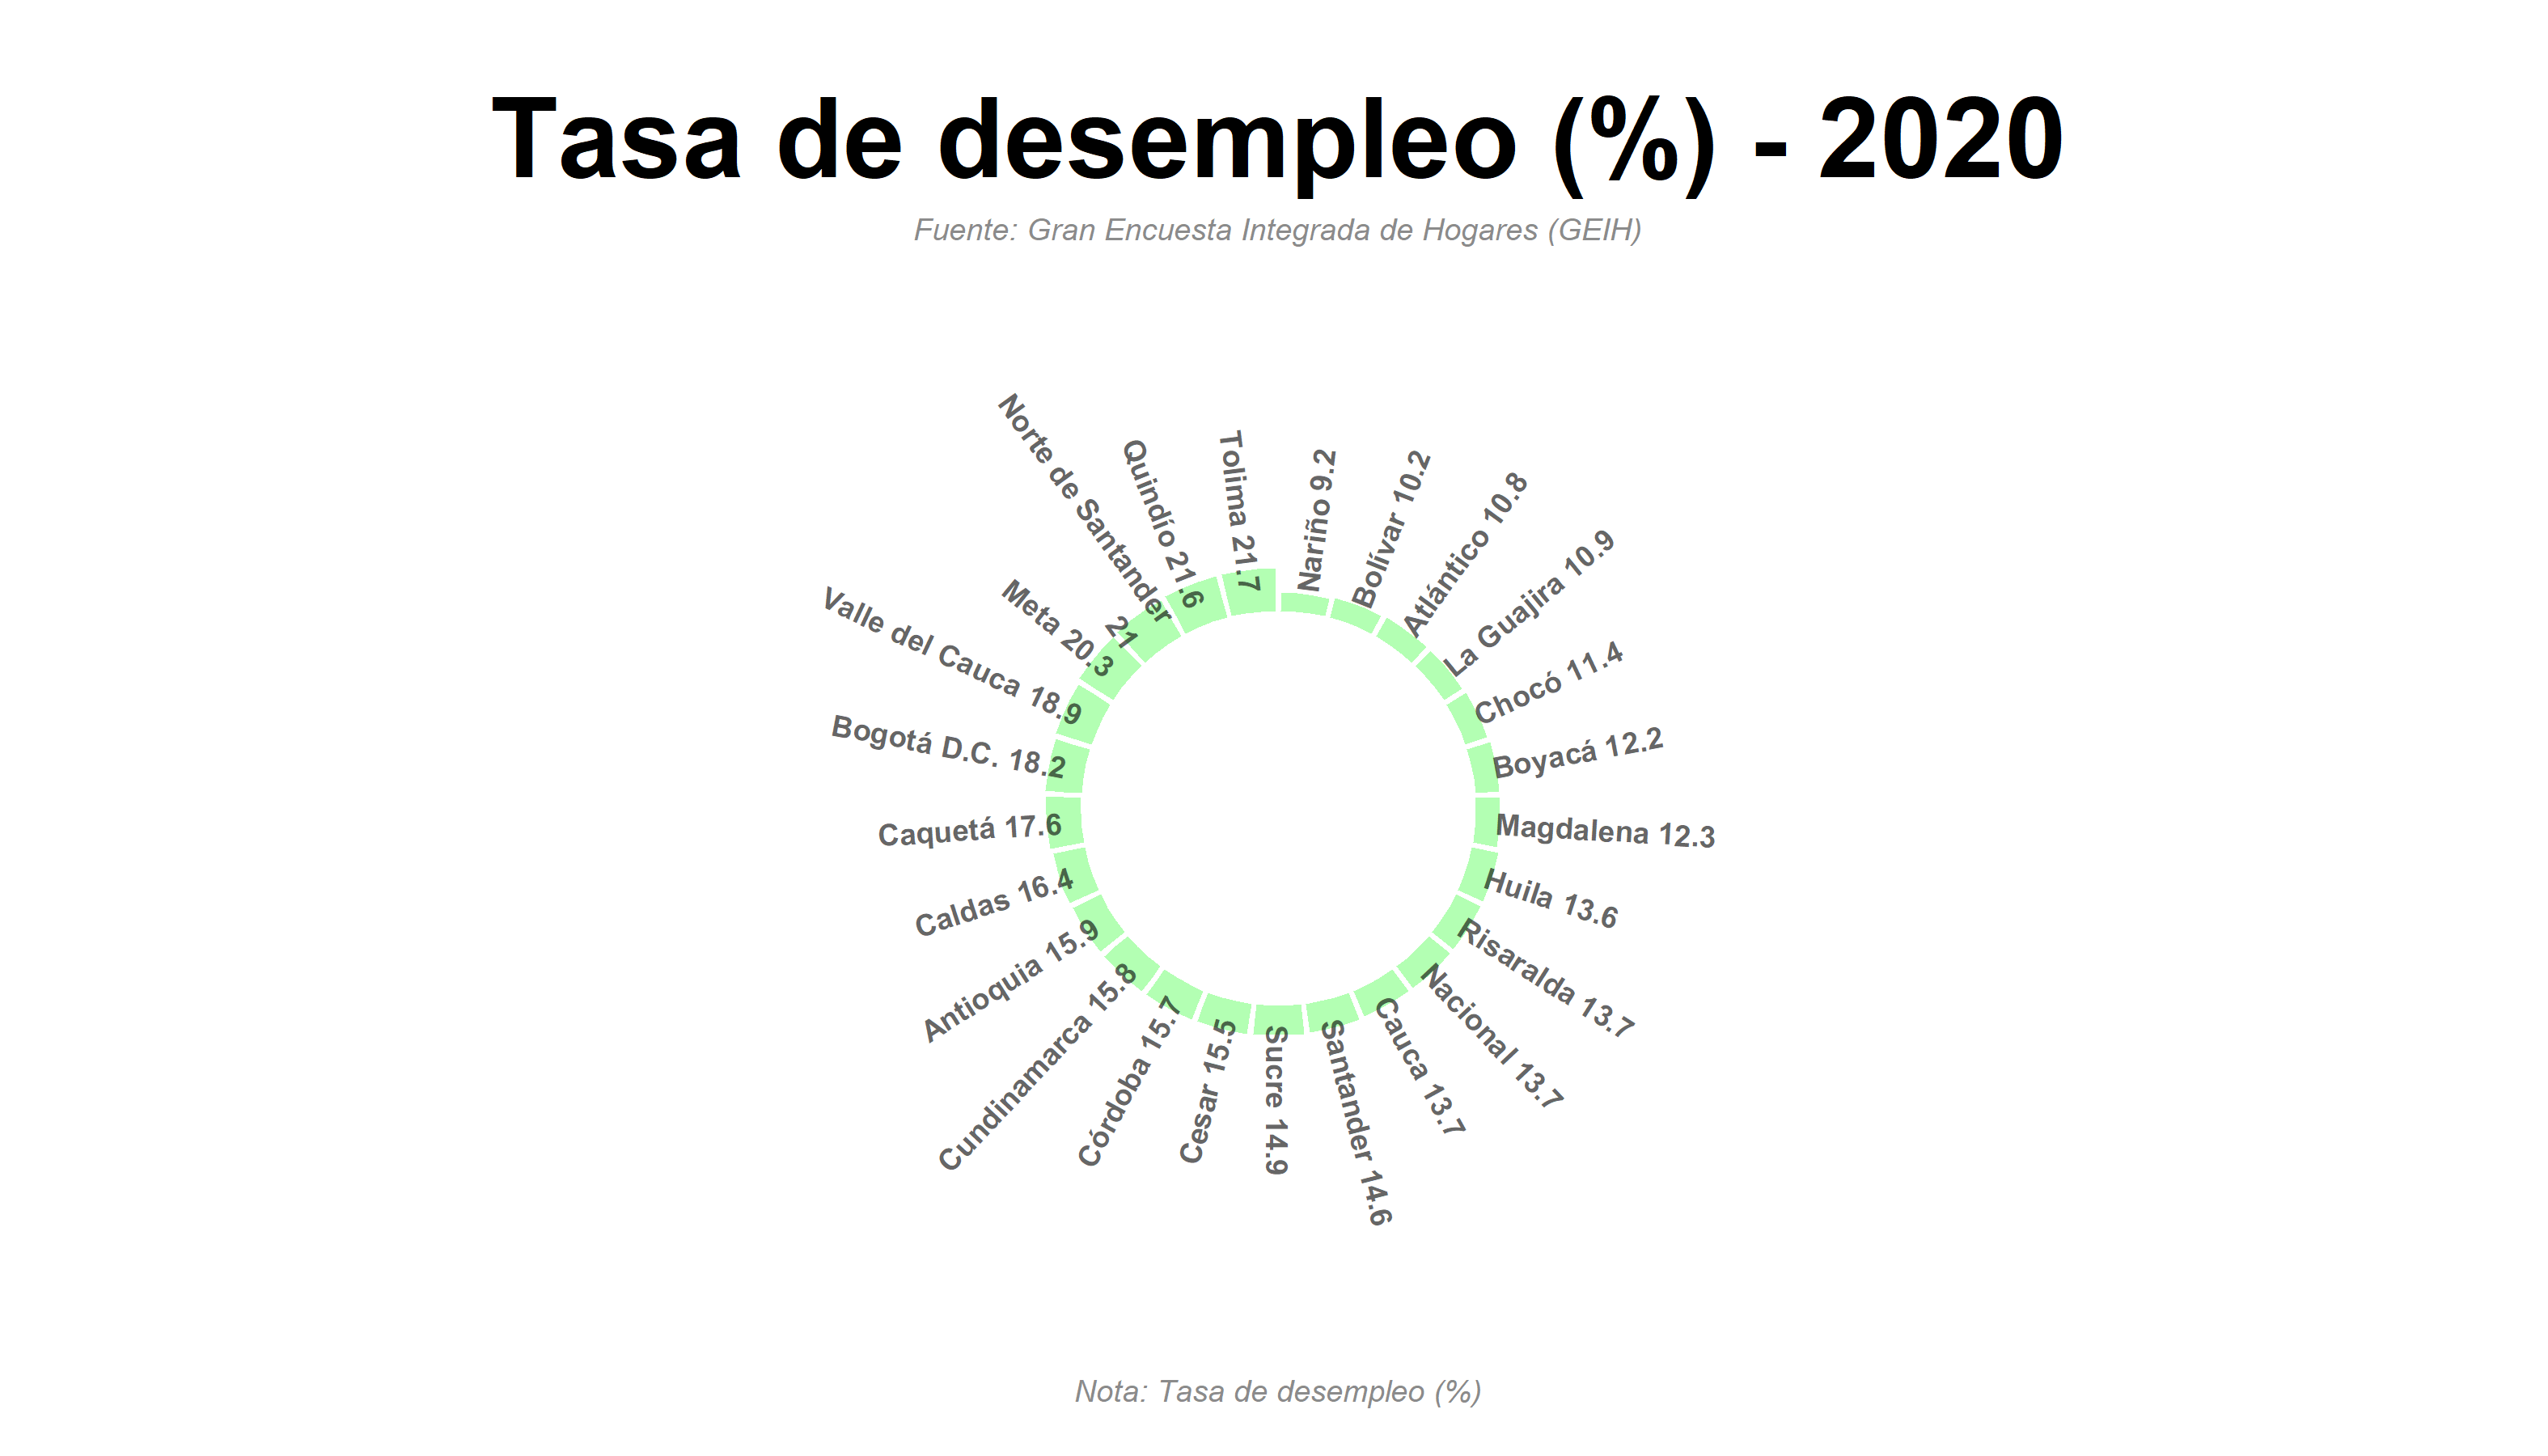 Tasa de desempleo (%) - 2020
Fuente: Gran Encuesta Integrada de Hogares (GEIH)
Nariño 9.2
Bolívar 10.2
Atlántico 10.8
La Guajira 10.9
Chocó 11.4
Boyacá 12.2
Magdalena 12.3
Huila 13.6
Risaralda 13.7
Nacional 13.7
Cauca 13.7
Santander 14.6
Sucre 14.9
Cesar 15.5
Córdoba 15.7
Cundinamarca 15.8
Antioquia 15.9
Caldas 16.4
Caquetá 17.6
Bogotá D.C. 18.2
Valle del Cauca 18.9
Meta 20.3
Norte de Santander
21
Quindío 21.6
Tolima 21.7
Nota: Tasa de desempleo (%)